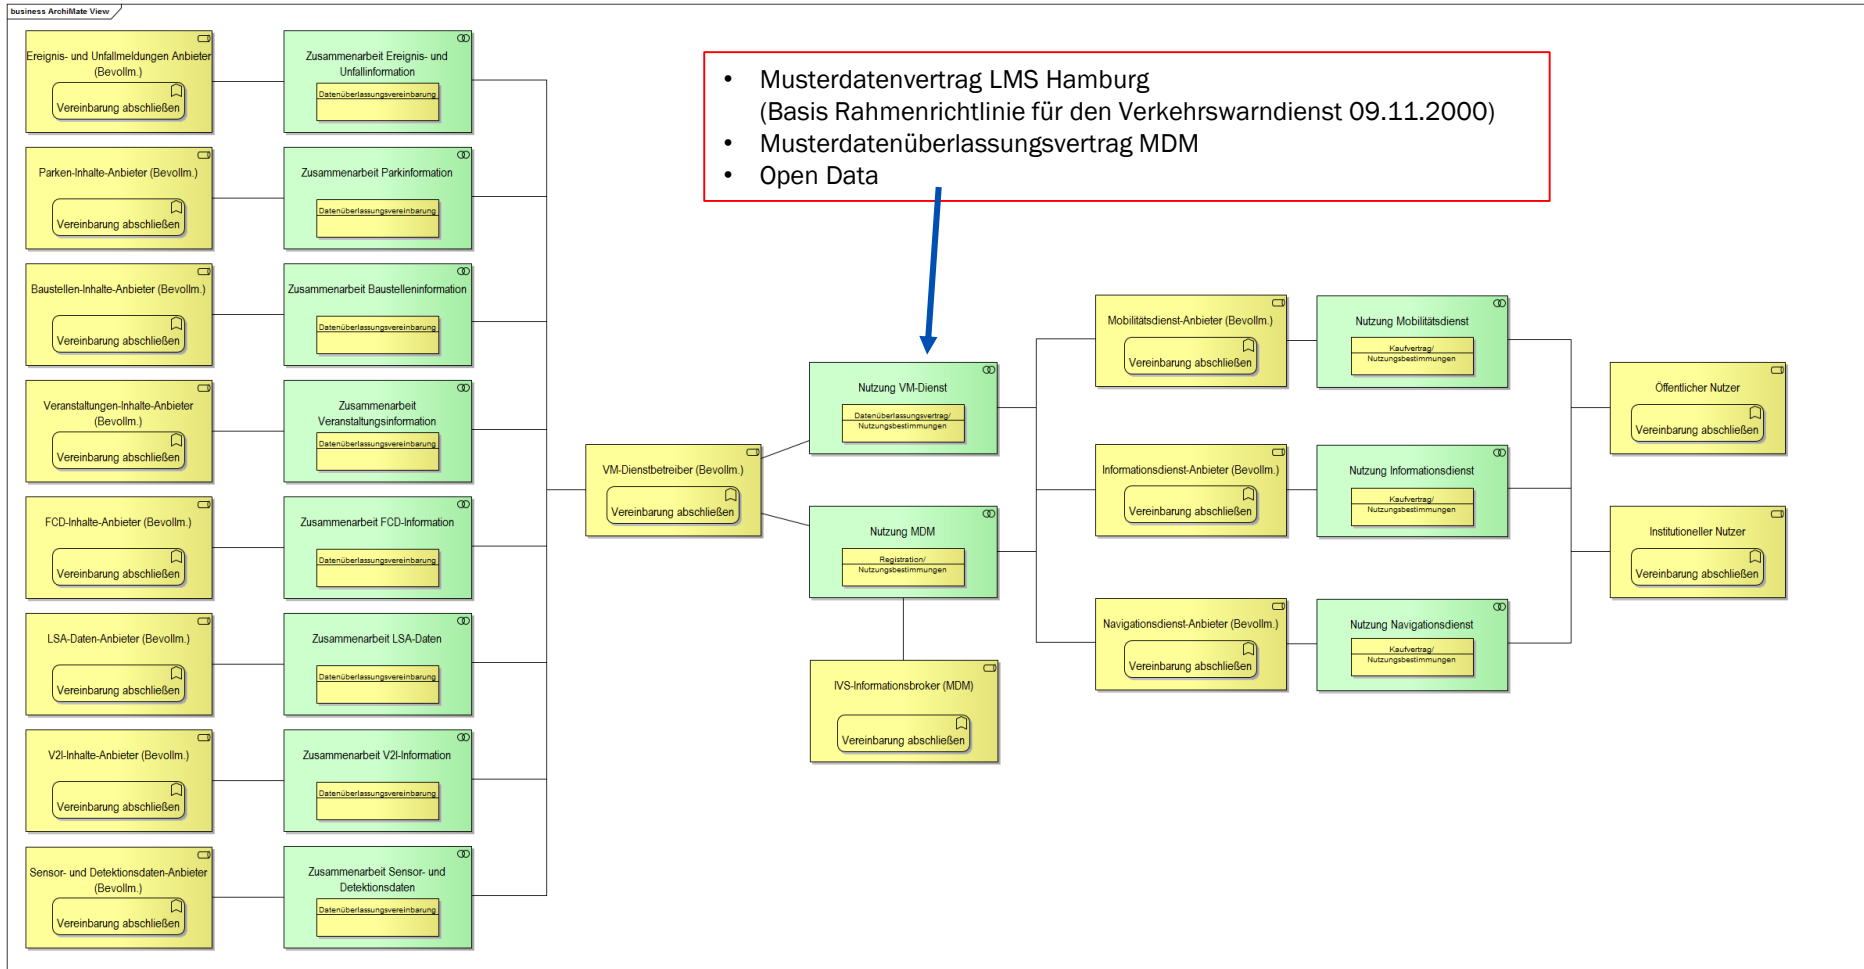 business ArchiMate View
Ereignis- und Unfallmeldungen Anbieter
(Bevollm.)
Vereinbarung abschließen
Zusammenarbeit Ereignis- und
Unfallinformation
Datenüberlassungsvereinbarung
Parken-Inhalte-Anbieter (Bevollm.)
Vereinbarung abschließen
Zusammenarbeit Parkinformation
Datenüberlassungsvereinbarung
Baustellen-Inhalte-Anbieter (Bevollm.)
Vereinbarung abschließen
Zusammenarbeit Baustelleninformation
Datenüberlassungsvereinbarung
Veranstaltungen-Inhalte-Anbieter
(Bevollm.)
Vereinbarung abschließen
Zusammenarbeit
Veranstaltungsinformation
Datenüberlassungsvereinbarung
FCD-Inhalte-Anbieter (Bevollm.)
Vereinbarung abschließen
Zusammenarbeit FCD-Information
Datenüberlassungsvereinbarung
LSA-Daten-Anbieter (Bevollm.)
Vereinbarung abschließen
Zusammenarbeit LSA-Daten
Datenüberlassungsvereinbarung
V2I-Inhalte-Anbieter (Bevollm.)
Vereinbarung abschließen
Zusammenarbeit V2I-Information
Datenüberlassungsvereinbarung
Sensor- und Detektionsdaten-Anbieter
(Bevollm.)
Vereinbarung abschließen
Zusammenarbeit Sensor- und
Detektionsdaten
Datenüberlassungsvereinbarung
• Musterdatenvertrag LMS Hamburg
(Basis Rahmenrichtlinie für den Verkehrswarndienst 09.11.2000)
• Musterdatenüberlassungsvertrag MDM
• Open Data
VM-Dienstbetreiber (Bevollm.)
Vereinbarung abschließen
Nutzung VM-Dienst
Datenüberlassungsvertrag/
Nutzungsbestimmungen
Nutzung MDM
Registration/
Nutzungsbestimmungen
IVS-Informationsbroker (MDM)
Vereinbarung abschließen
Mobilitätsdienst-Anbieter (Bevollm.)
Vereinbarung abschließen
Nutzung Mobilitätsdienst
Kaufvertrag/
Nutzungsbestimmungen
Informationsdienst-Anbieter (Bevollm.)
Vereinbarung abschließen
Nutzung Informationsdienst
Kaufvertrag/
Nutzungsbestimmungen
Navigationsdienst-Anbieter (Bevollm.)
Vereinbarung abschließen
Nutzung Navigationsdienst
Kaufvertrag/
Nutzungsbestimmungen
Öffentlicher Nutzer
Vereinbarung abschließen
Institutioneller Nutzer
Vereinbarung abschließen